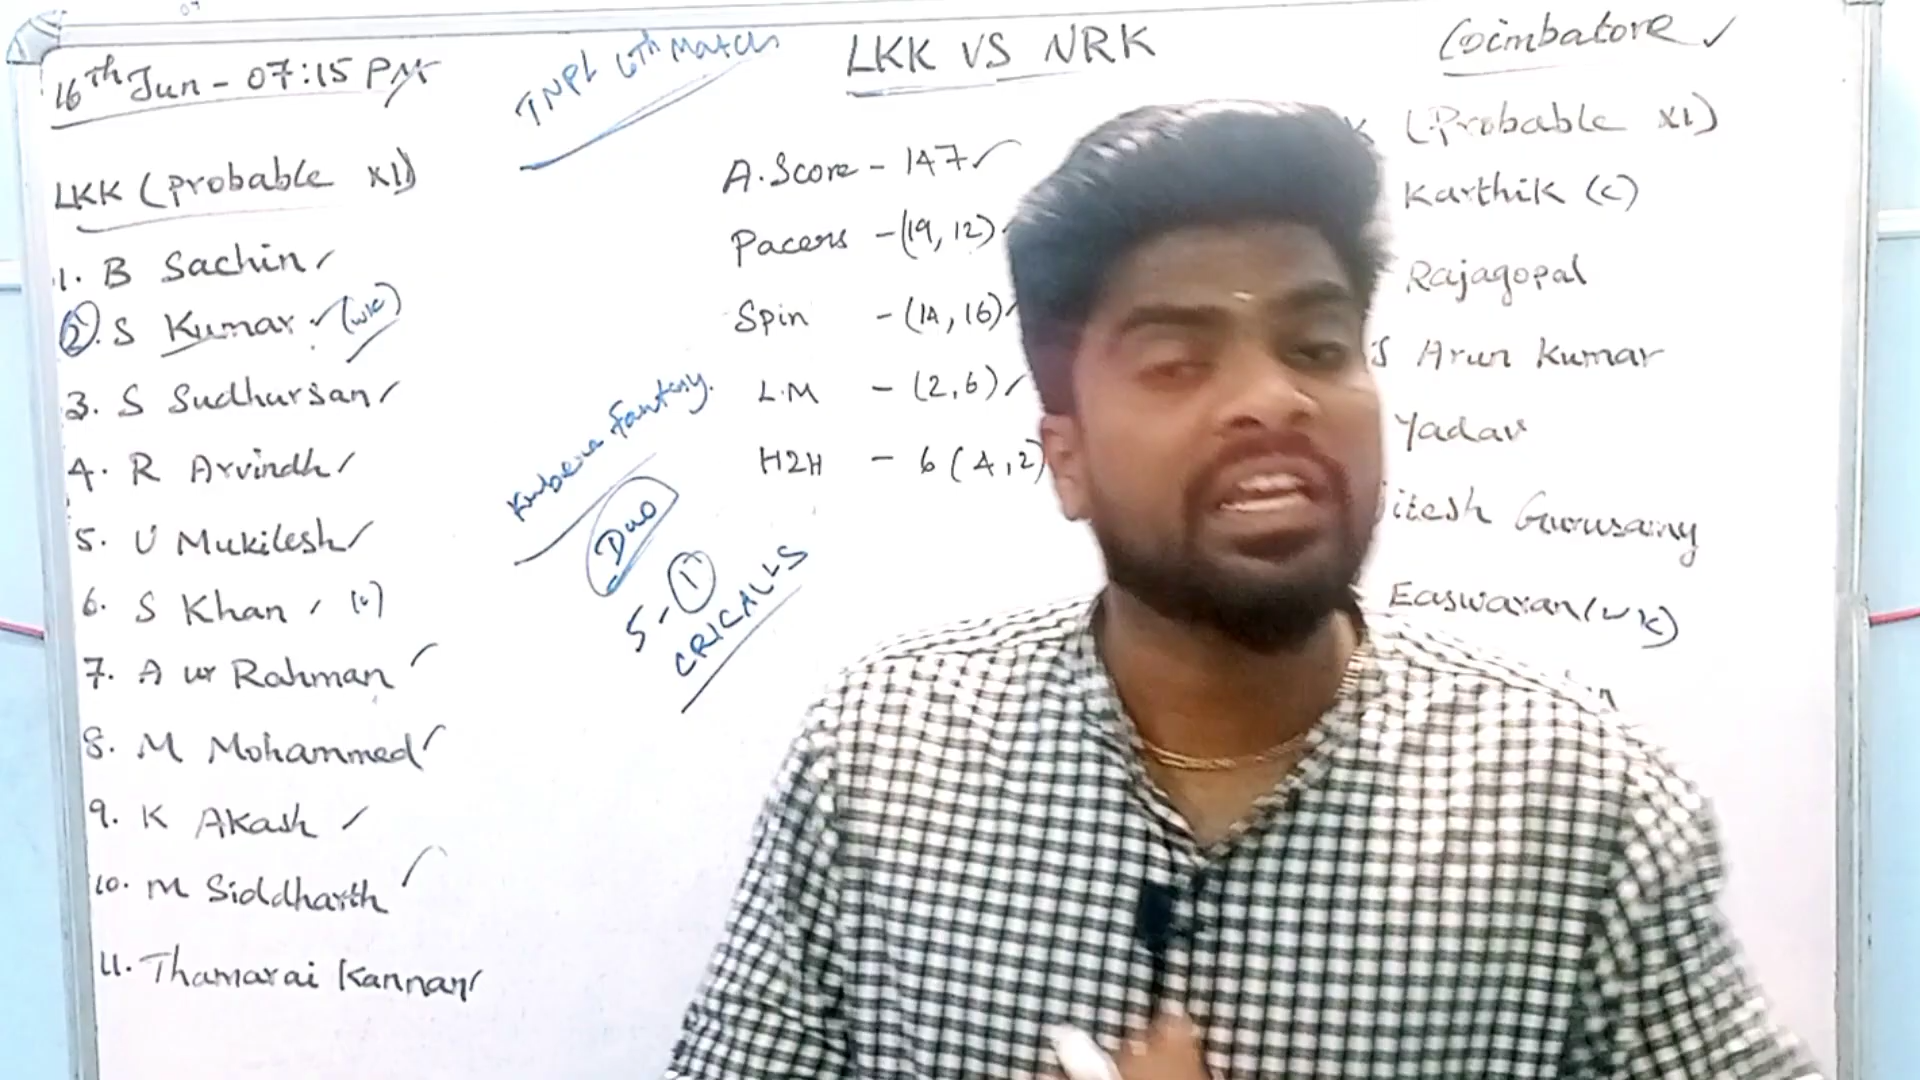 16th Jun - 07:15 PM
TNPL 6th Match
LKK VS NRK
Coimbatore
LKK (Probable XI)
1. B Sachin
2. S Kumar (wk)
3. S Sudhursan
4. R Arvindh
5. U Mukilesh
6. S Khan (c)
7. A ur Rahman
8. M Mohammed
9. K Akash
10. M Siddharth
11. Thamarai Kannan
A.Score - 147
Pacers - (19, 12)
Spin - (14, 16)
L.M - (2, 6)
H2H - 6 (4, 2)
Fantasy.
Duo
5-1
CRICALLS
(Probable XI)
Karthik (c)
Rajagopal
S Arun Kumar
Yadav
itesh Gurusamy
Easwaran (wk)